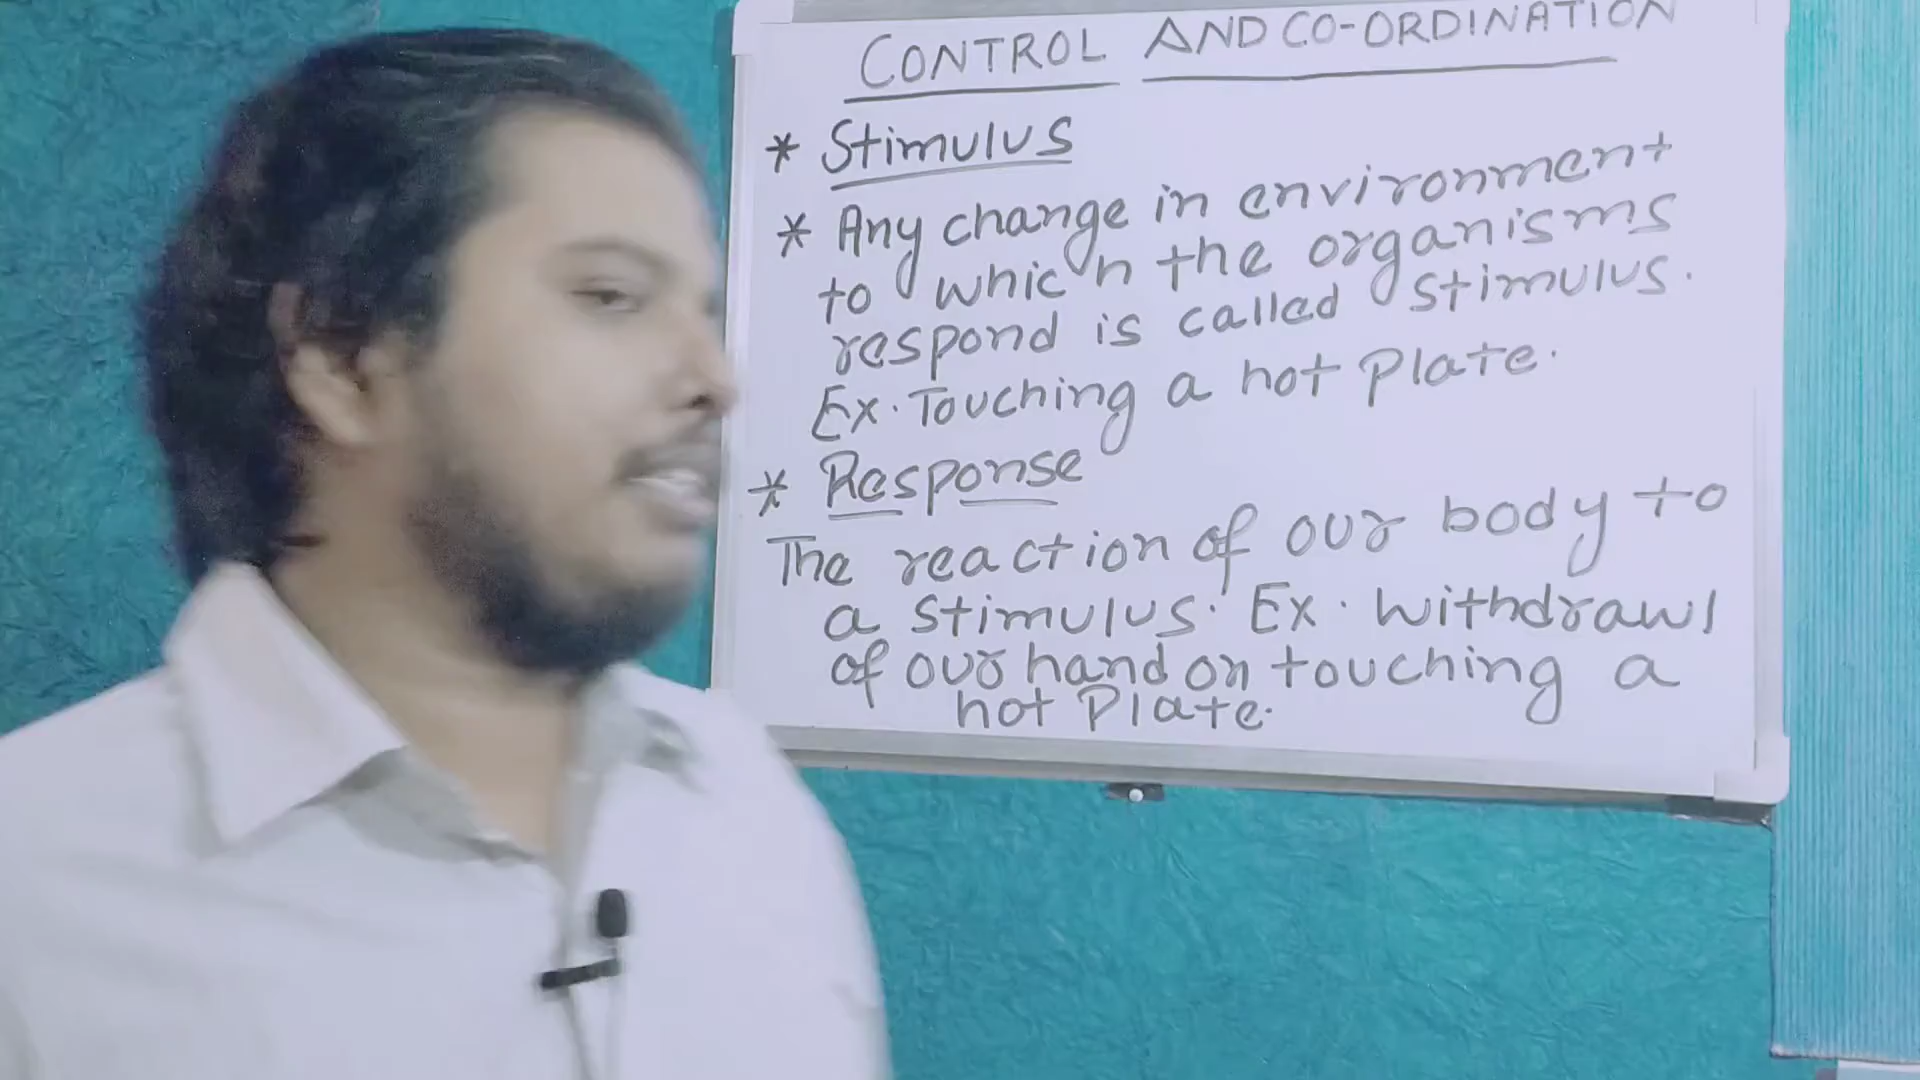 CONTROL AND CO-ORDINATION
* Stimulus
* Any change in environment
to which the organisms
respond is called stimulus.
Ex. Touching a hot Plate.
* Response
The reaction of our body to
a stimulus. Ex. Withdrawl
of our hand on touching a
hot Plate.